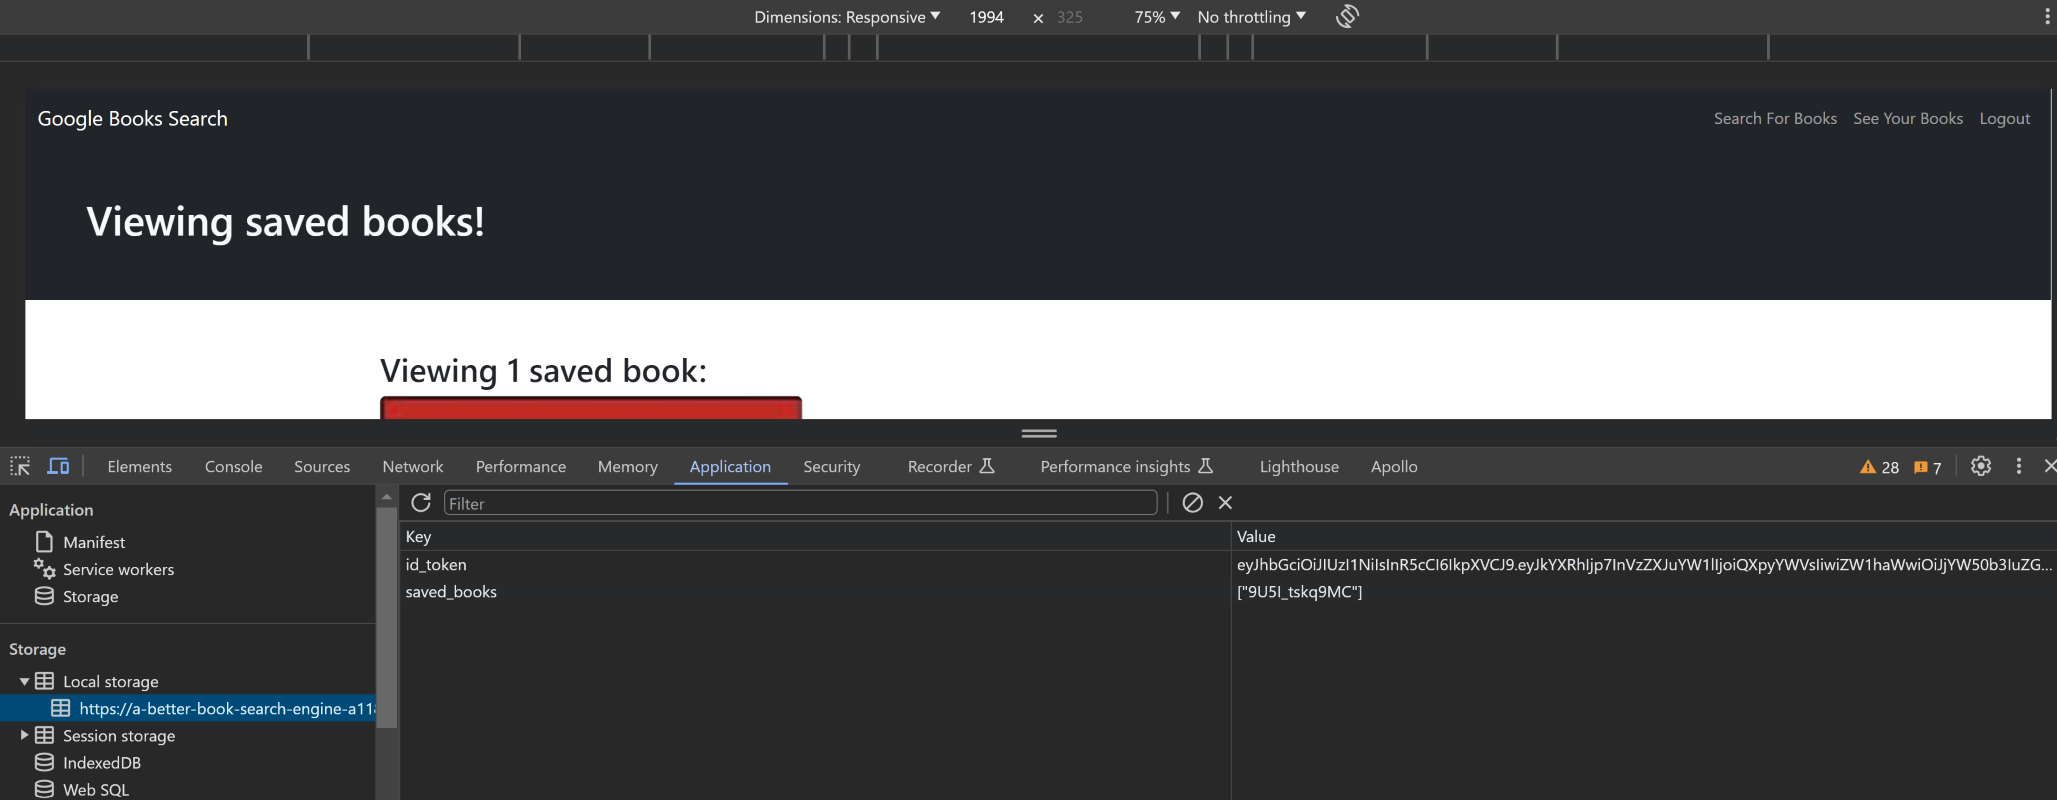 Dimensions: Responsive ▼ 1994 × 325 75% ▼ No throttling ▼
Google Books Search
Search For Books See Your Books Logout
Viewing saved books!
Viewing 1 saved book:
Elements Console Sources Network Performance Memory Application Security Recorder Performance insights Lighthouse Apollo 28 7
Application
Manifest
Service workers
Storage
Storage
Local storage
https://a-better-book-search-engine-a118
Session storage
IndexedDB
Web SQL
Filter
Key Value
id_token eyJhbGciOiJIUzI1NiIsInR5cCI6IkpXVCJ9.eyJkYXRhIjp7InVzZXJuYW1lIjoiQXpyYWVsIiwiZW1haWwiOiJjYW50b3IuZG...
saved_books ["9U5I_tskq9MC"]